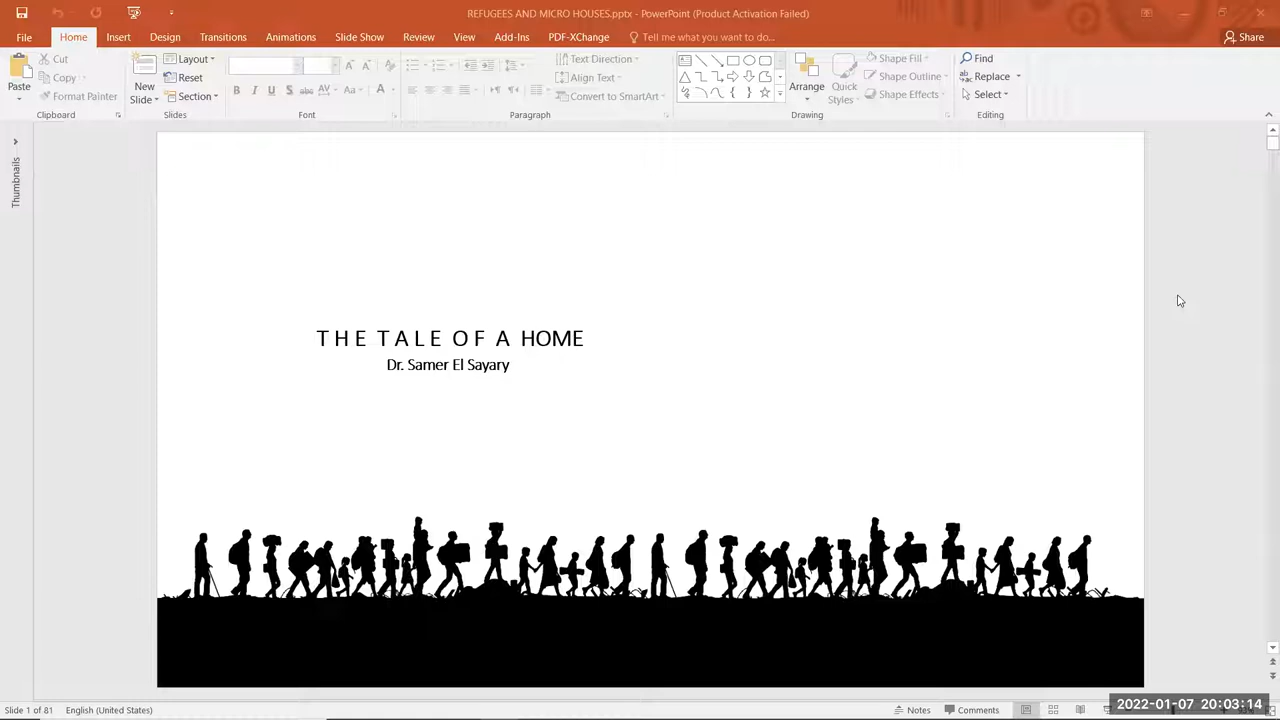 REFUGEES AND MICRO HOUSES.pptx - PowerPoint (Product Activation Failed)
File Home Insert Design Transitions Animations Slide Show Review View Add-Ins PDF-XChange Tell me what you want to do... Share
Paste
Cut
Copy
Format Painter
Clipboard
New Slide
Layout
Reset
Section
Slides
Font
Text Direction
Align Text
Convert to SmartArt
Paragraph
Arrange
Quick Styles
Shape Fill
Shape Outline
Shape Effects
Drawing
Find
Replace
Select
Editing
Thumbnails
T H E T A L E O F A HOME
Dr. Samer El Sayary
Slide 1 of 81 English (United States) Notes Comments
2022-01-07 20:03:14